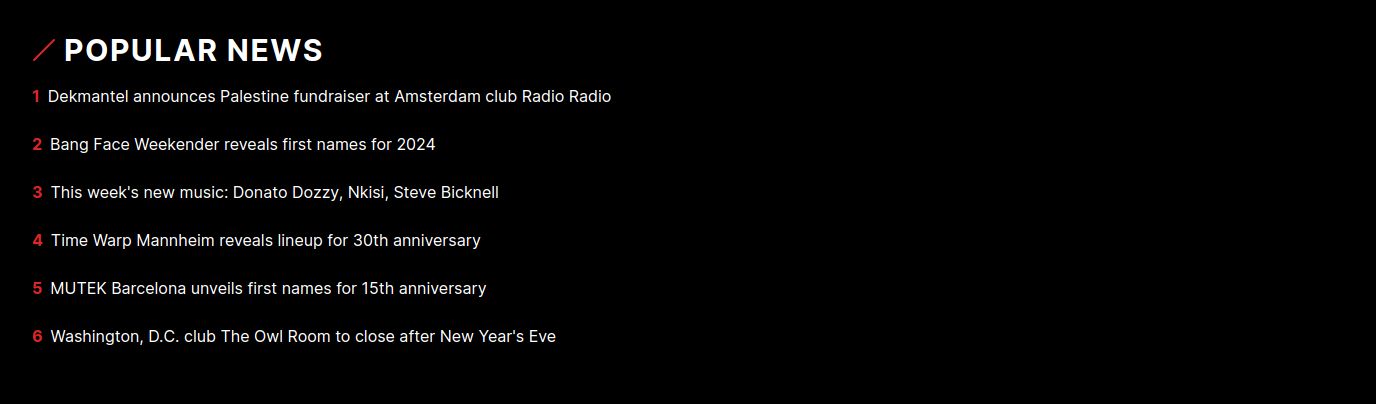 POPULAR NEWS
1 Dekmantel announces Palestine fundraiser at Amsterdam club Radio Radio
2 Bang Face Weekender reveals first names for 2024
3 This week's new music: Donato Dozzy, Nkisi, Steve Bicknell
4 Time Warp Mannheim reveals lineup for 30th anniversary
5 MUTEK Barcelona unveils first names for 15th anniversary
6 Washington, D.C. club The Owl Room to close after New Year's Eve